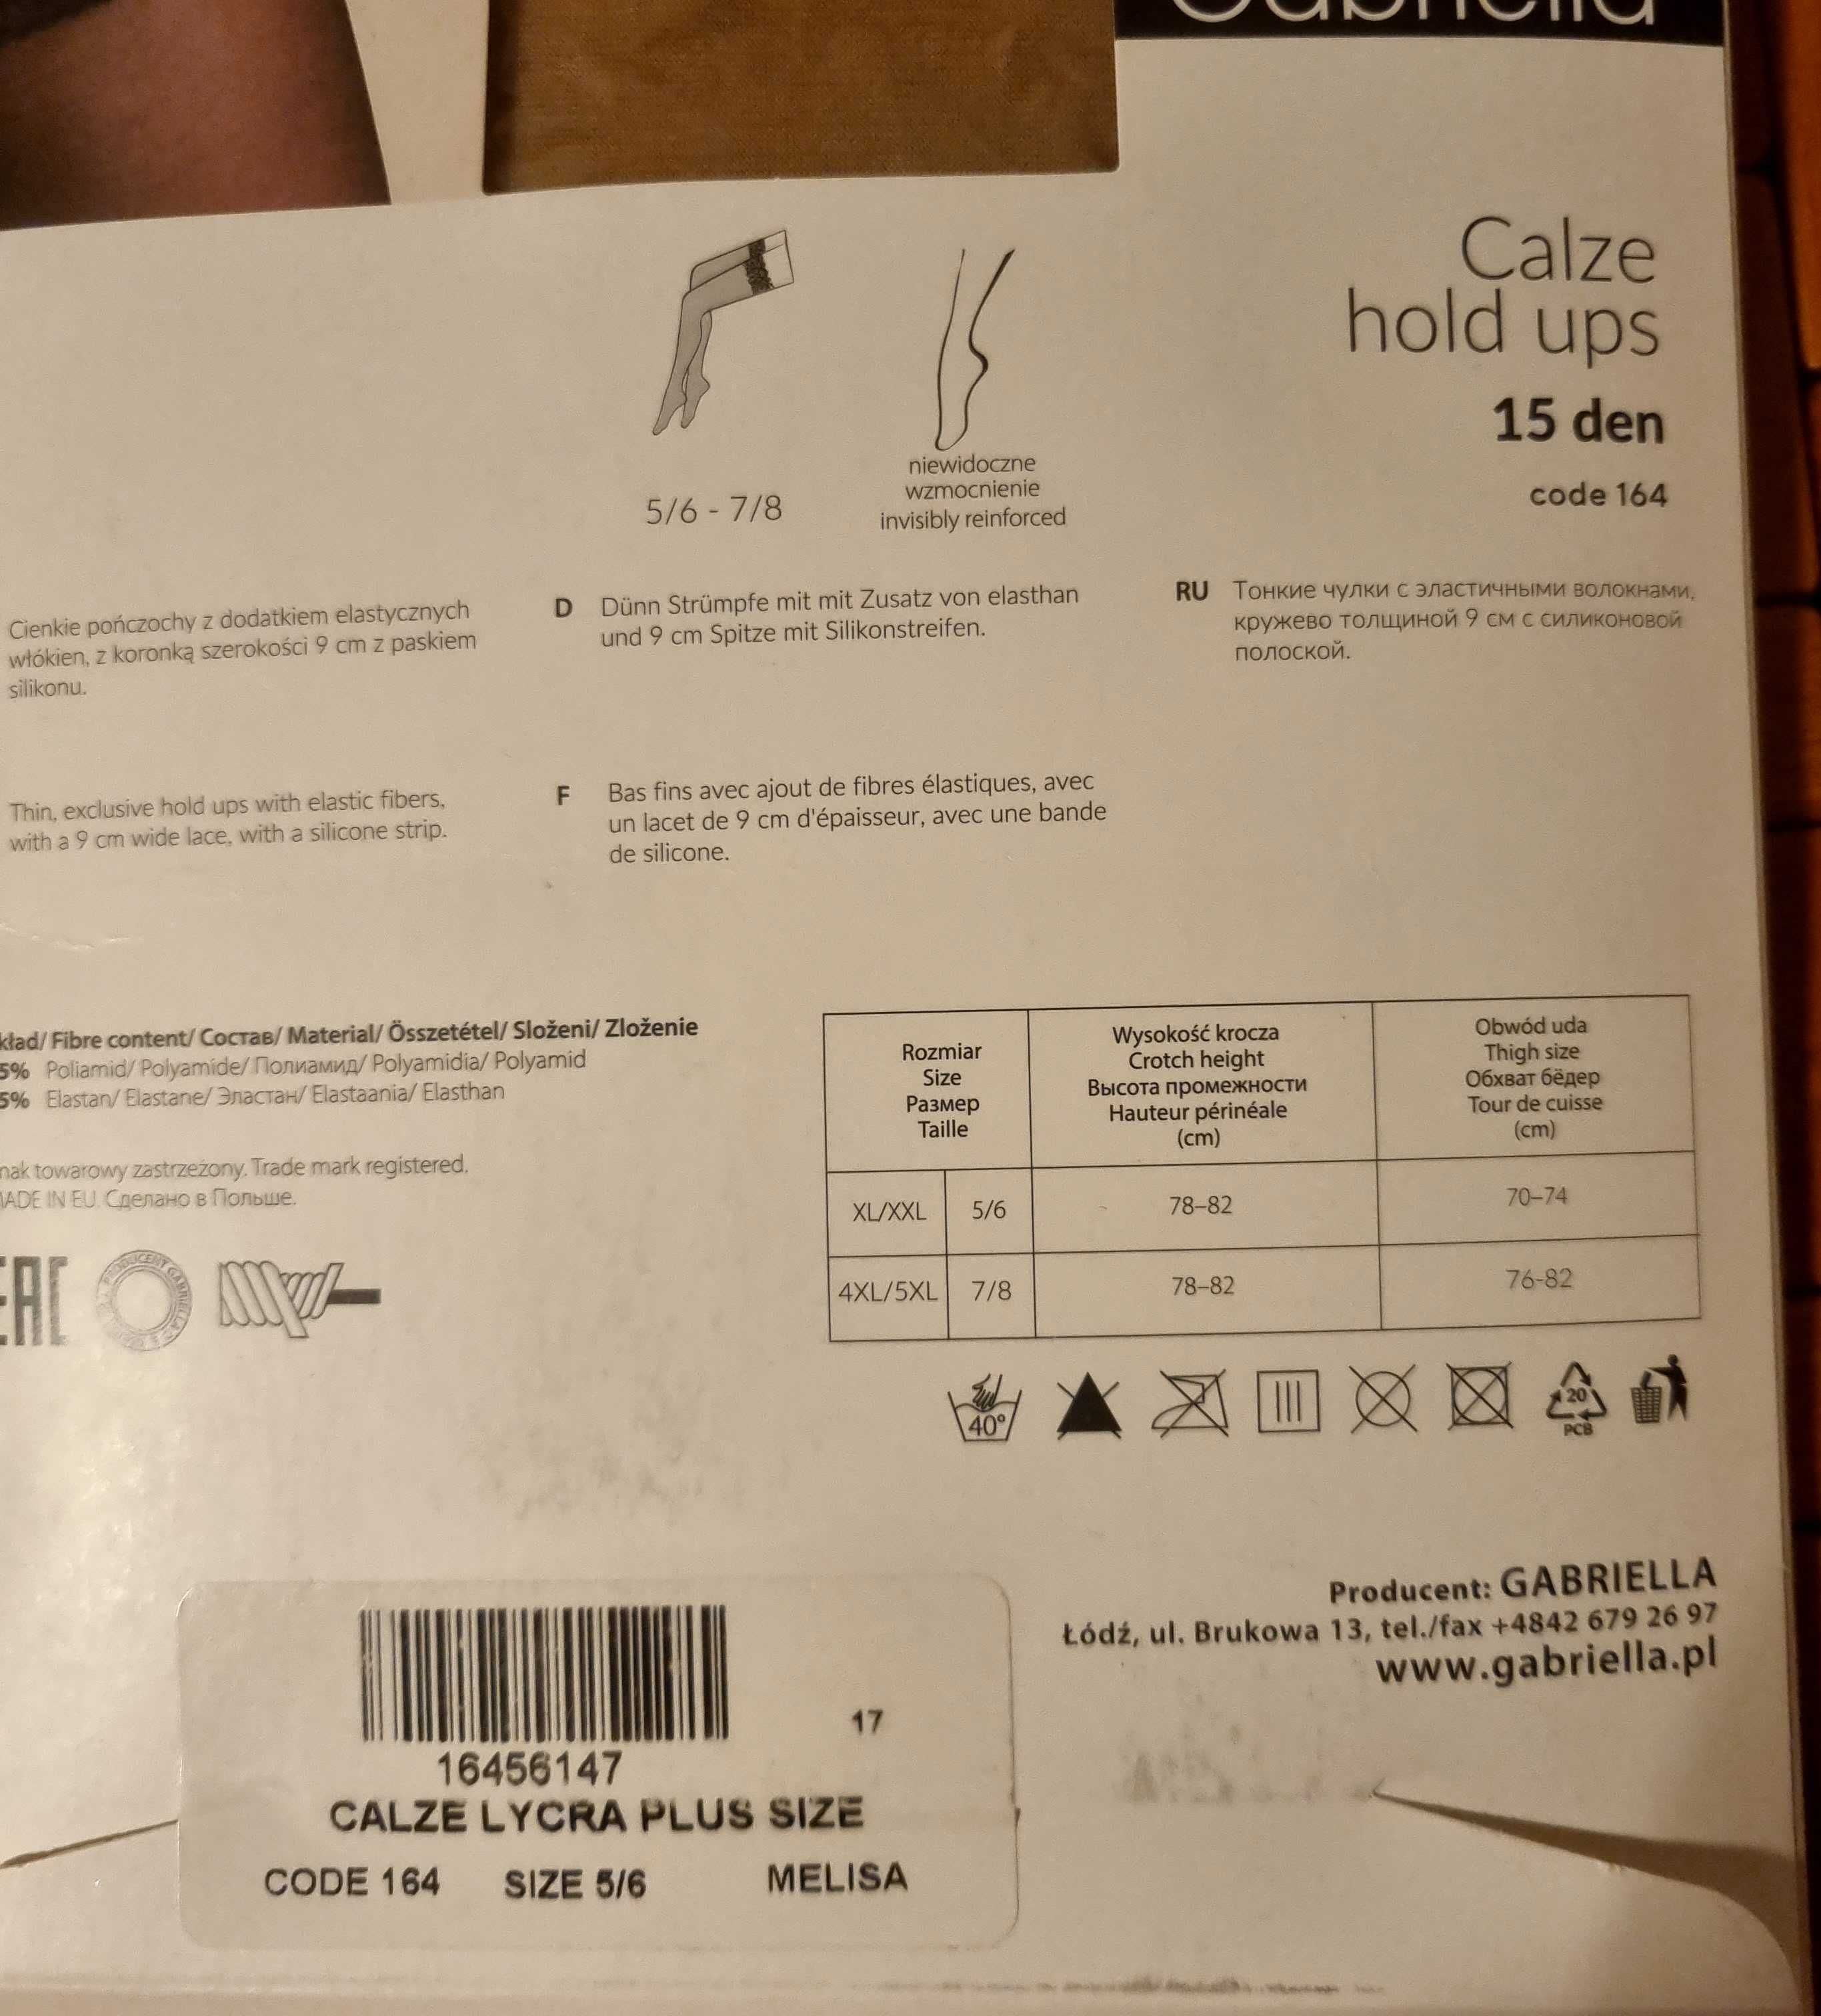 Gabriella
Calze
hold ups
15 den
code 164
5/6 - 7/8
niewidoczne
wzmocnienie
invisibly reinforced
Cienkie pończochy z dodatkiem elastycznych
włókien, z koronką szerokości 9 cm z paskiem
silikonu.
D Dünn Strümpfe mit mit Zusatz von elasthan
und 9 cm Spitze mit Silikonstreifen.
RU Тонкие чулки с эластичными волокнами,
кружево толщиной 9 см с силиконовой
полоской.
Thin, exclusive hold ups with elastic fibers,
with a 9 cm wide lace, with a silicone strip.
F Bas fins avec ajout de fibres élastiques, avec
un lacet de 9 cm d'épaisseur, avec une bande
de silicone.
kład/ Fibre content/ Состав/ Material/ Összetétel/ Složeni/ Zloženie
5% Poliamid/ Polyamide/ Полиамид/ Polyamidia/ Polyamid
5% Elastan/ Elastane/ Эластан/ Elastaania/ Elasthan
nak towarowy zastrzeżony. Trade mark registered.
MADE IN EU. Сделано в Польше.
EAC
PRODUCENT GABRIELLA
Rozmiar
Size
Размер
Taille
Wysokość krocza
Crotch height
Высота промежности
Hauteur périnéale
(cm)
Obwód uda
Thigh size
Обхват бёдер
Tour de cuisse
(cm)
XL/XXL 5/6 78–82 70–74
4XL/5XL 7/8 78–82 76-82
40°
20
PCB
Producent: GABRIELLA
Łódź, ul. Brukowa 13, tel./fax +4842 679 26 97
www.gabriella.pl
17
16456147
CALZE LYCRA PLUS SIZE
CODE 164 SIZE 5/6 MELISA